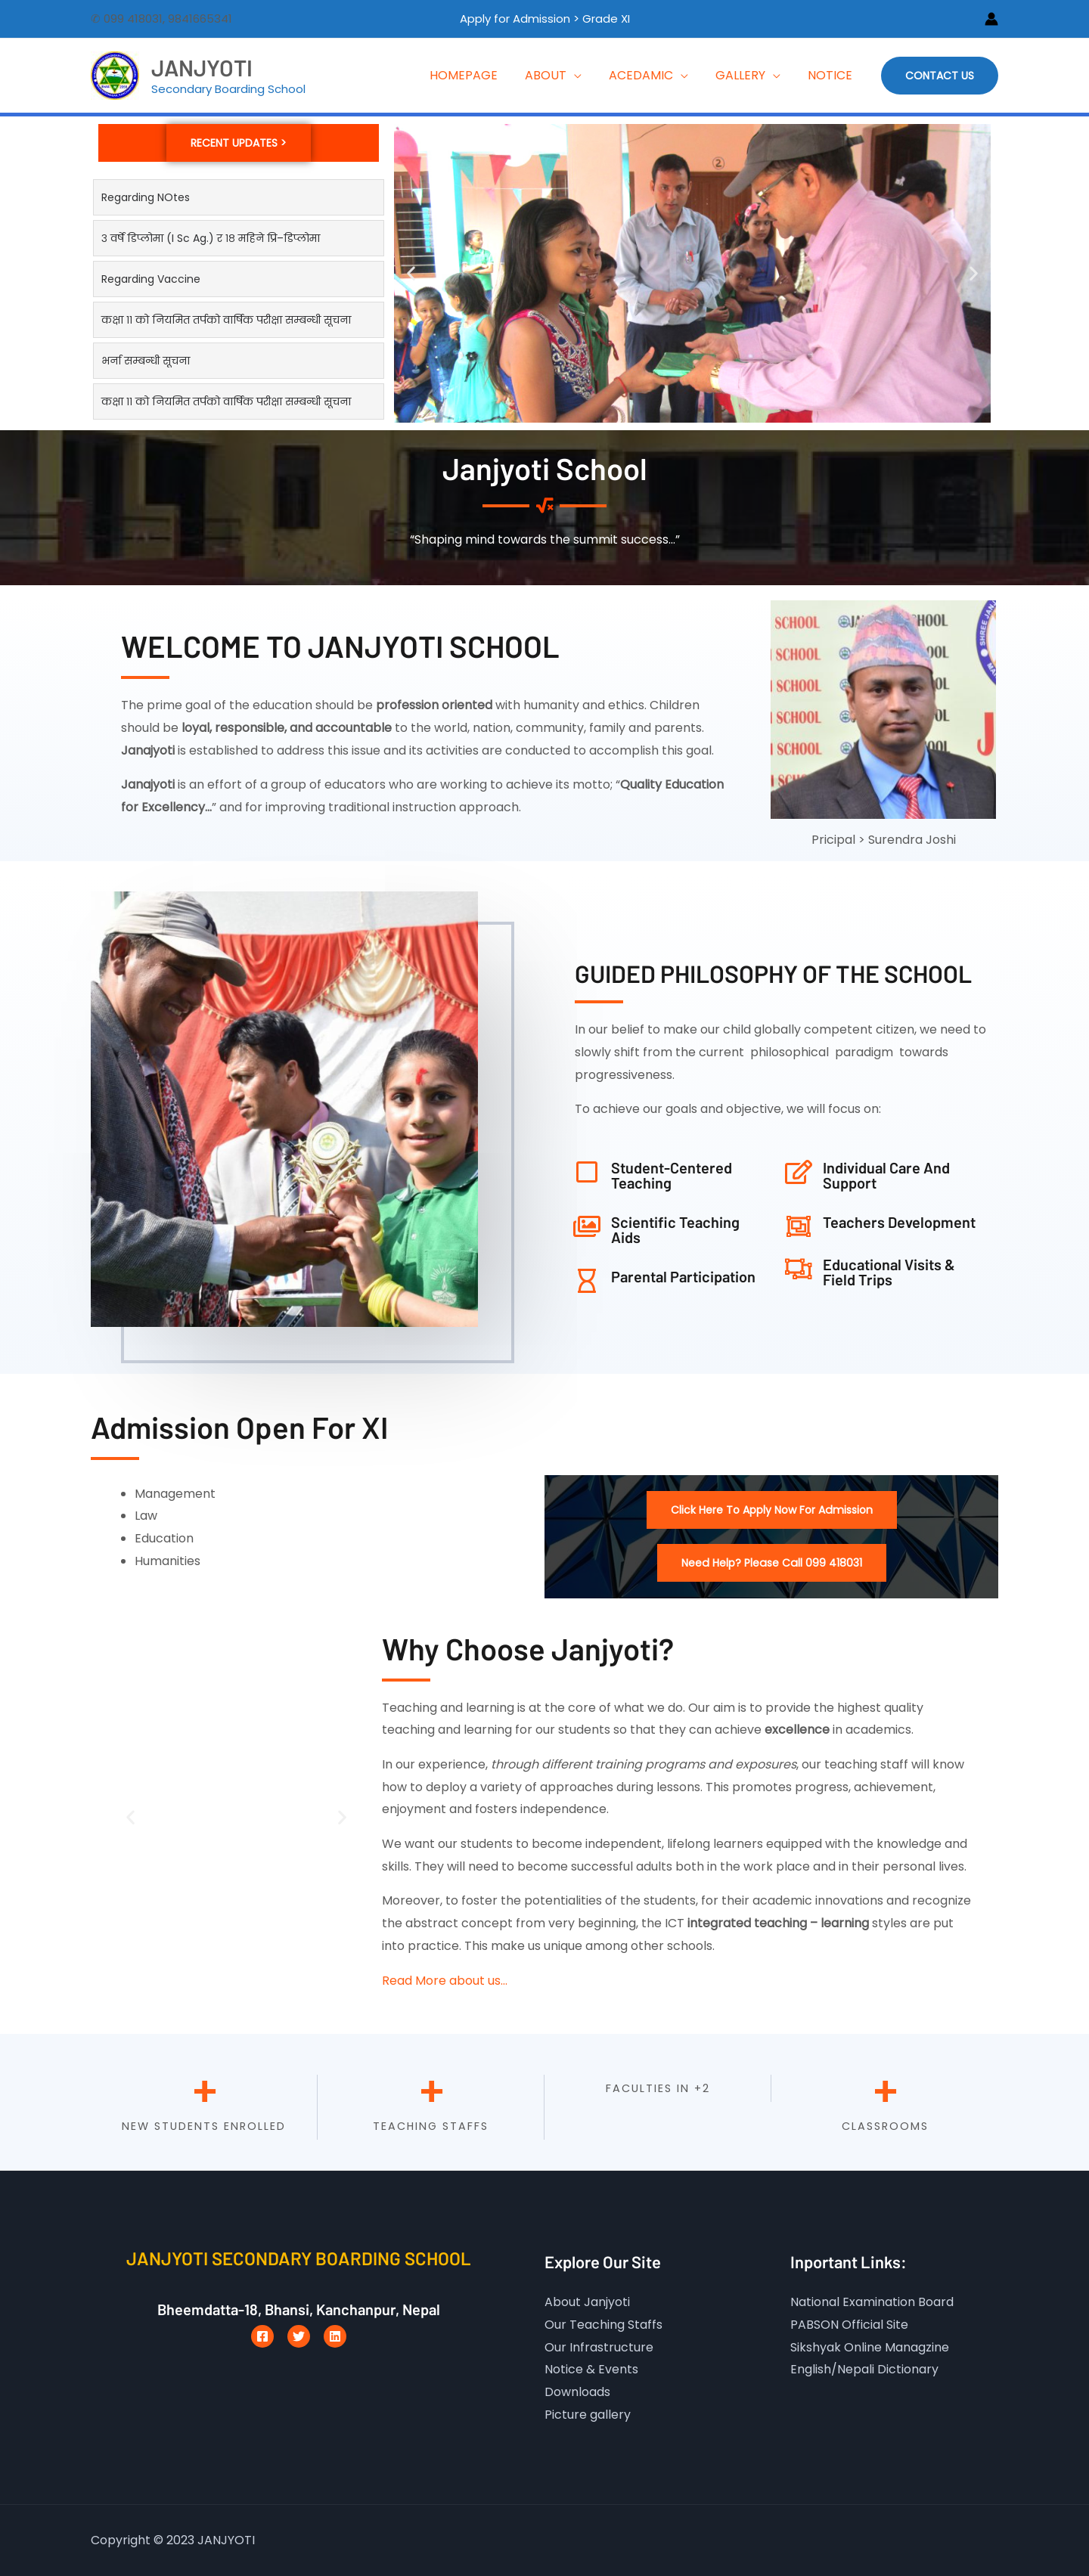 ✆ 099 418031, 9848865341
Apply for Admission > Grade XI
JANJYOTI
Secondary Boarding School
HOMEPAGE
ABOUT
ACEDAMIC
GALLERY
NOTICE
CONTACT US
RECENT UPDATES >
Regarding NOtes
३ वर्षे डिप्लोमा (I Sc Ag.) र १८ महिने प्रि-डिप्लोमा
Regarding Vaccine
कक्षा ११ को नियमित तर्फको वार्षिक परीक्षा सम्बन्धी सूचना
भर्ना सम्बन्धी सूचना
कक्षा ११ को नियमित तर्फको वार्षिक परीक्षा सम्बन्धी सूचना
Janjyoti School
“Shaping mind towards the summit success…”
WELCOME TO JANJYOTI SCHOOL
The prime goal of the education should be profession oriented with humanity and ethics. Children
should be loyal, responsible, and accountable to the world, nation, community, family and parents.
Janajyoti is established to address this issue and its activities are conducted to accomplish this goal.
Janajyoti is an effort of a group of educators who are working to achieve its motto; “Quality Education
for Excellency…” and for improving traditional instruction approach.
Pricipal > Surendra Joshi
GUIDED PHILOSOPHY OF THE SCHOOL
In our belief to make our child globally competent citizen, we need to
slowly shift from the current philosophical paradigm towards
progressiveness.
To achieve our goals and objective, we will focus on:
Student-Centered
Teaching
Scientific Teaching
Aids
Parental Participation
Individual Care And
Support
Teachers Development
Educational Visits &
Field Trips
Admission Open For XI
Management
Law
Education
Humanities
Click Here To Apply Now For Admission
Need Help? Please Call 099 418031
Why Choose Janjyoti?
Teaching and learning is at the core of what we do. Our aim is to provide the highest quality
teaching and learning for our students so that they can achieve excellence in academics.
In our experience, through different training programs and exposures, our teaching staff will know
how to deploy a variety of approaches during lessons. This promotes progress, achievement,
enjoyment and fosters independence.
We want our students to become independent, lifelong learners equipped with the knowledge and
skills. They will need to become successful adults both in the work place and in their personal lives.
Moreover, to foster the potentialities of the students, for their academic innovations and recognize
the abstract concept from very beginning, the ICT integrated teaching – learning styles are put
into practice. This make us unique among other schools.
Read More about us…
+
NEW STUDENTS ENROLLED
+
TEACHING STAFFS
FACULTIES IN +2
+
CLASSROOMS
JANJYOTI SECONDARY BOARDING SCHOOL
Bheemdatta-18, Bhansi, Kanchanpur, Nepal
Explore Our Site
About Janjyoti
Our Teaching Staffs
Our Infrastructure
Notice & Events
Downloads
Picture gallery
Inportant Links:
National Examination Board
PABSON Official Site
Sikshyak Online Managzine
English/Nepali Dictionary
Copyright © 2023 JANJYOTI